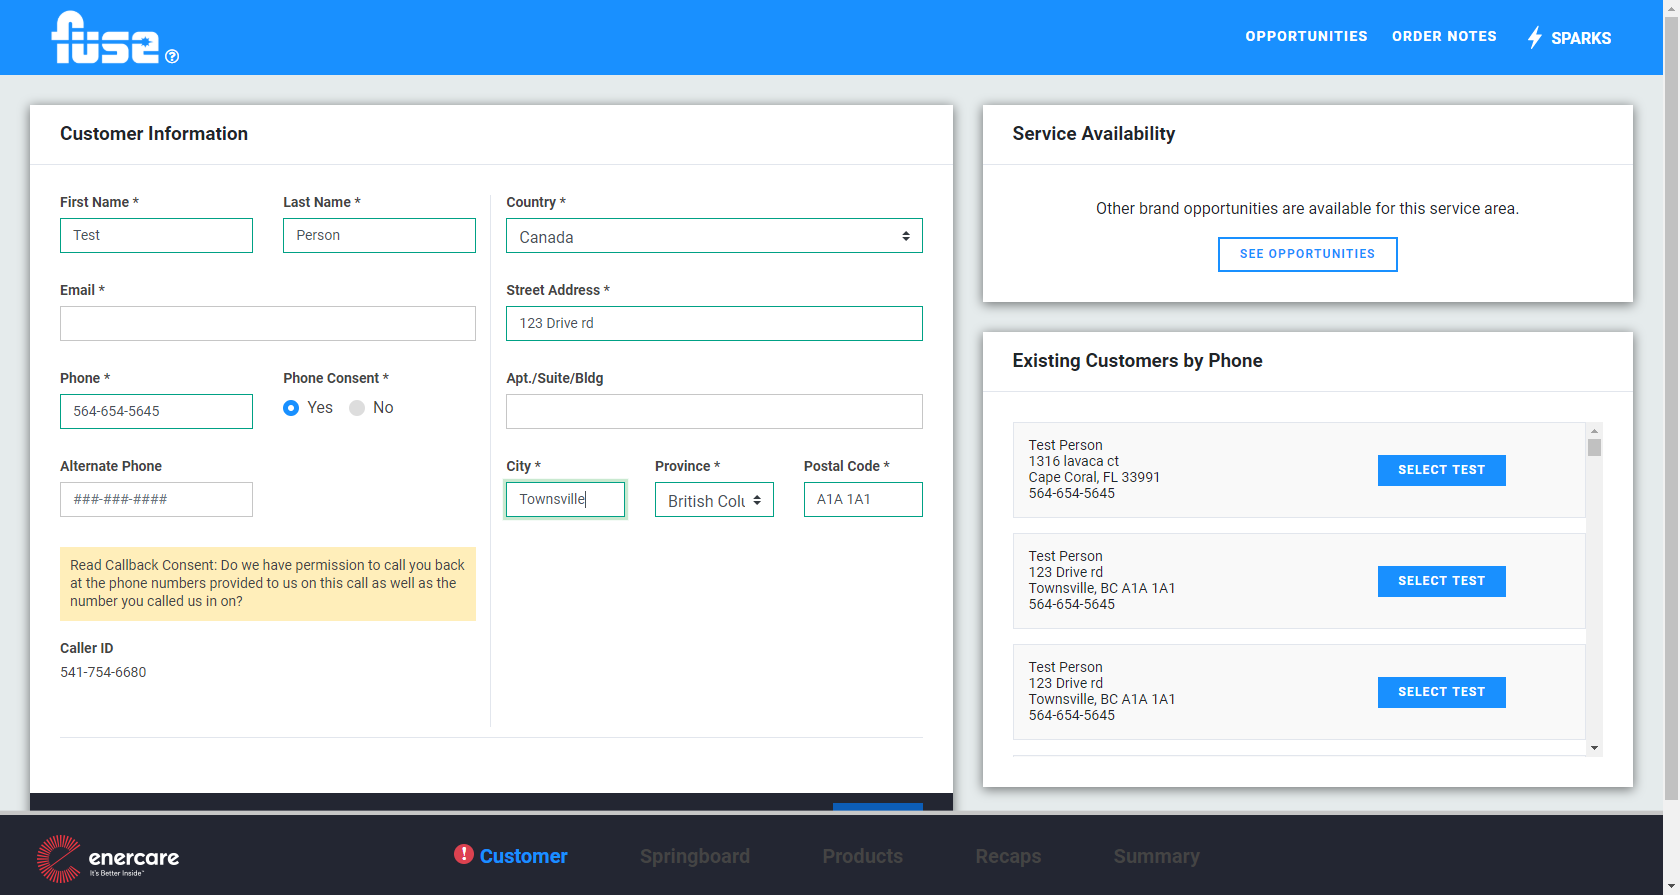 fuse
OPPORTUNITIES
ORDER NOTES
SPARKS
Customer Information
First Name *
Last Name *
Test
Person
Email *
Phone *
Phone Consent *
564-654-5645
Yes
No
Alternate Phone
###-###-####
Read Callback Consent: Do we have permission to call you back
at the phone numbers provided to us on this call as well as the
number you called us in on?
Caller ID
541-754-6680
Country *
Canada
Street Address *
123 Drive rd
Apt./Suite/Bldg
City *
Province *
Postal Code *
Townsville
British Colu
A1A 1A1
Service Availability
Other brand opportunities are available for this service area.
SEE OPPORTUNITIES
Existing Customers by Phone
Test Person
1316 lavaca ct
Cape Coral, FL 33991
564-654-5645
SELECT TEST
Test Person
123 Drive rd
Townsville, BC A1A 1A1
564-654-5645
SELECT TEST
Test Person
123 Drive rd
Townsville, BC A1A 1A1
564-654-5645
SELECT TEST
enercare
It's Better Inside™
Customer
Springboard
Products
Recaps
Summary